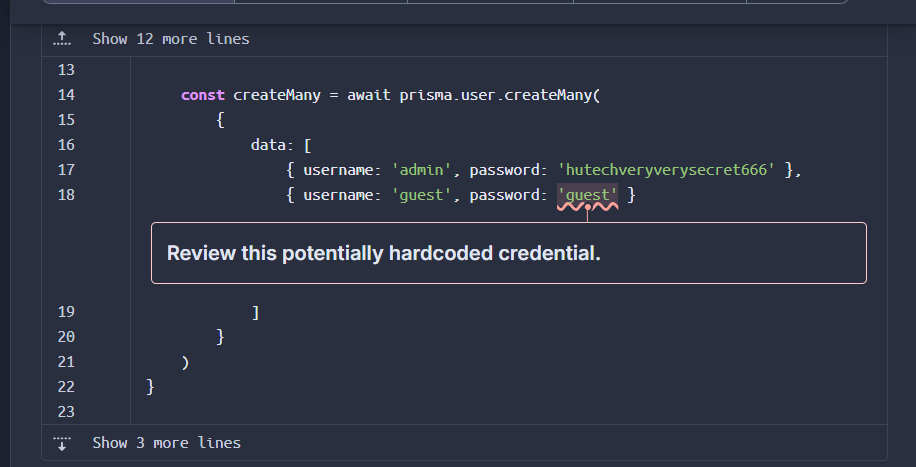 Show 12 more lines
13
14 const createMany = await prisma.user.createMany(
15 {
16 data: [
17 { username: 'admin', password: 'hutechveryverysecret666' },
18 { username: 'guest', password: 'guest' }
Review this potentially hardcoded credential.
19 ]
20 }
21 )
22 }
23
Show 3 more lines